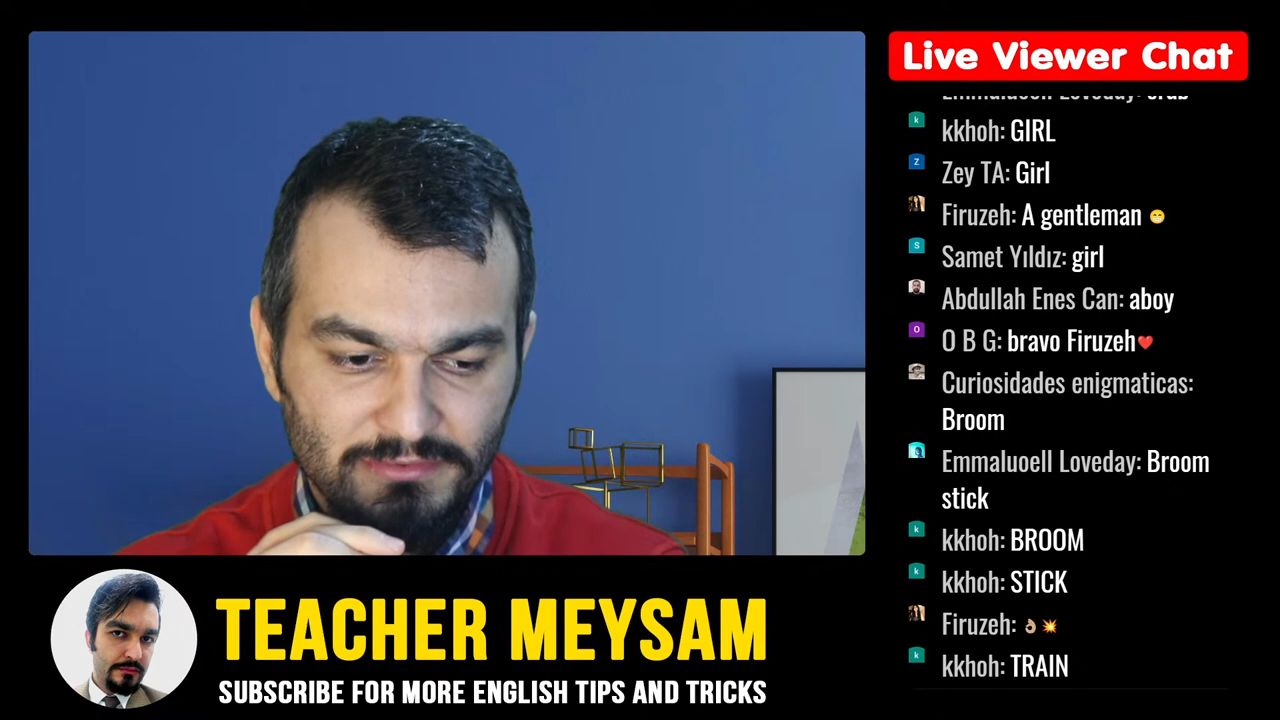 Live Viewer Chat
k
kkhoh: GIRL
Z
Zey TA: Girl
Firuzeh: A gentleman 😁
S
Samet Yıldız: girl
Abdullah Enes Can: aboy
O
O B G: bravo Firuzeh❤️
Curiosidades enigmaticas:
Broom
Emmaluoell Loveday: Broom
stick
k
kkhoh: BROOM
k
kkhoh: STICK
Firuzeh: 👌🏽💥
k
kkhoh: TRAIN
TEACHER MEYSAM
SUBSCRIBE FOR MORE ENGLISH TIPS AND TRICKS